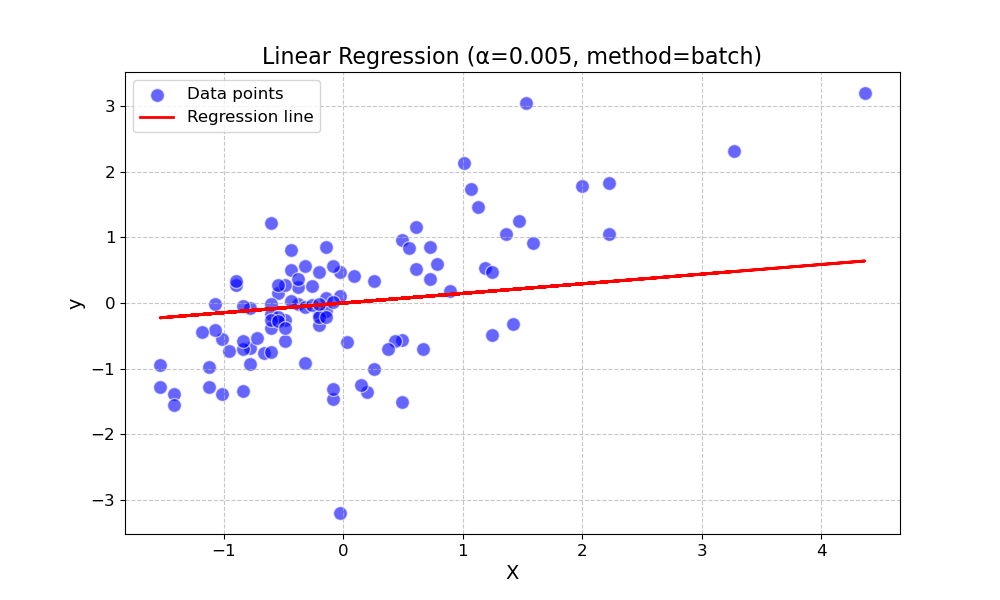 Linear Regression (α=0.005, method=batch)
Data points
Regression line
3
2
1
0
−1
−2
−3
y
−1
0
1
2
3
4
X